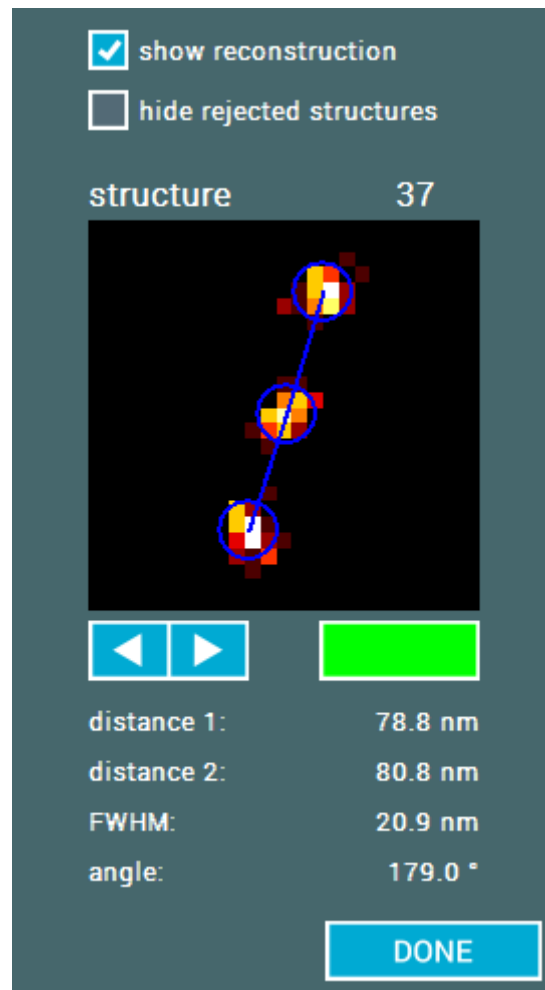 show reconstruction
hide rejected structures
structure 37
distance 1: 78.8 nm
distance 2: 80.8 nm
FWHM: 20.9 nm
angle: 179.0 °
DONE